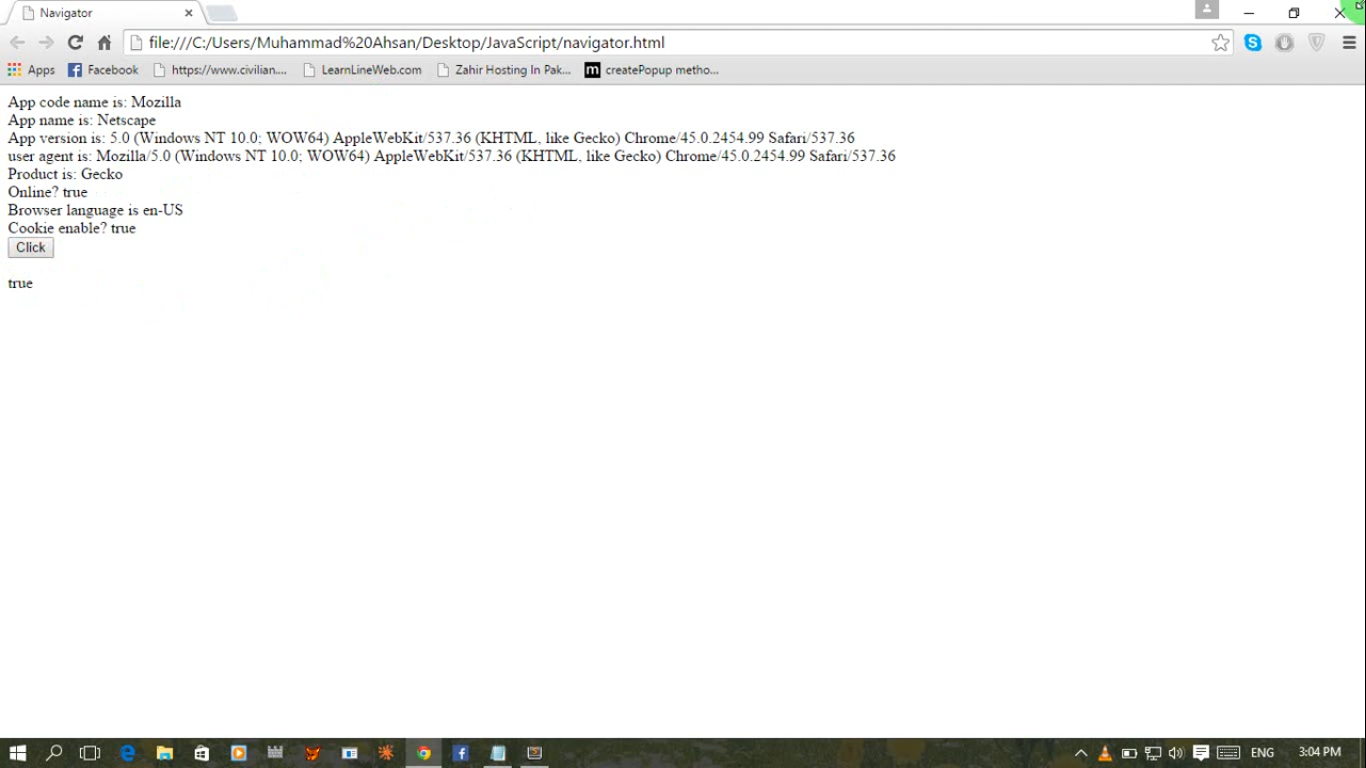 Navigator
file:///C:/Users/Muhammad%20Ahsan/Desktop/JavaScript/navigator.html
Apps Facebook https://www.civilian.... LearnLineWeb.com Zahir Hosting In Pak... m createPopup metho...
App code name is: Mozilla
App name is: Netscape
App version is: 5.0 (Windows NT 10.0; WOW64) AppleWebKit/537.36 (KHTML, like Gecko) Chrome/45.0.2454.99 Safari/537.36
user agent is: Mozilla/5.0 (Windows NT 10.0; WOW64) AppleWebKit/537.36 (KHTML, like Gecko) Chrome/45.0.2454.99 Safari/537.36
Product is: Gecko
Online? true
Browser language is en-US
Cookie enable? true
Click
true
ENG 3:04 PM